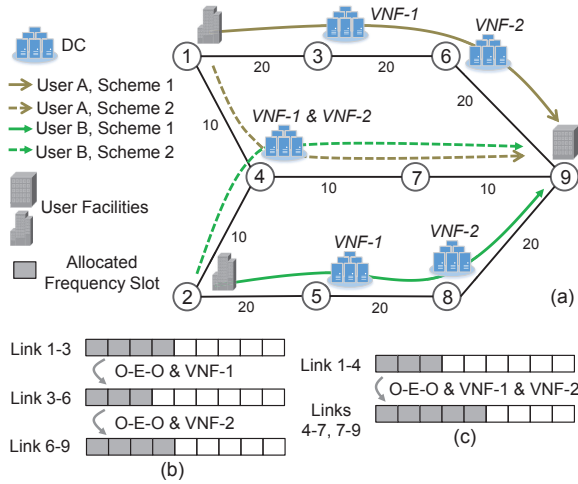 DC
User A, Scheme 1
User A, Scheme 2
User B, Scheme 1
User B, Scheme 2
User Facilities
Allocated
Frequency Slot
VNF-1
VNF-2
1
3
6
20
20
20
10
VNF-1 & VNF-2
4
7
9
10
10
10
VNF-1
VNF-2
20
2
5
8
20
20
(a)
Link 1-3
O-E-O & VNF-1
Link 3-6
O-E-O & VNF-2
Link 6-9
(b)
Link 1-4
O-E-O & VNF-1 & VNF-2
Links
4-7, 7-9
(c)